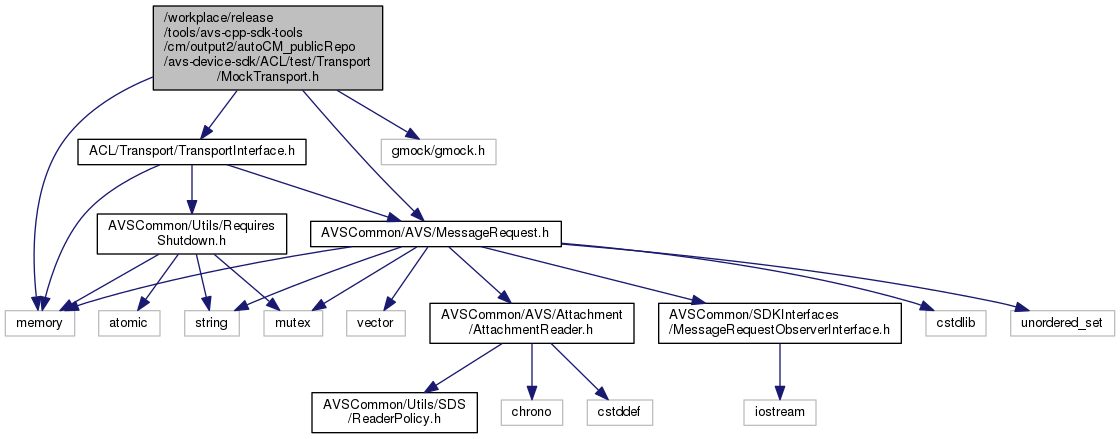 /workplace/release
/tools/avs-cpp-sdk-tools
/cm/output2/autoCM_publicRepo
/avs-device-sdk/ACL/test/Transport
/MockTransport.h
ACL/Transport/TransportInterface.h
gmock/gmock.h
AVSCommon/Utils/Requires
Shutdown.h
AVSCommon/AVS/MessageRequest.h
memory
atomic
string
mutex
vector
AVSCommon/AVS/Attachment
/AttachmentReader.h
AVSCommon/SDKInterfaces
/MessageRequestObserverInterface.h
cstdlib
unordered_set
AVSCommon/Utils/SDS
/ReaderPolicy.h
chrono
cstddef
iostream